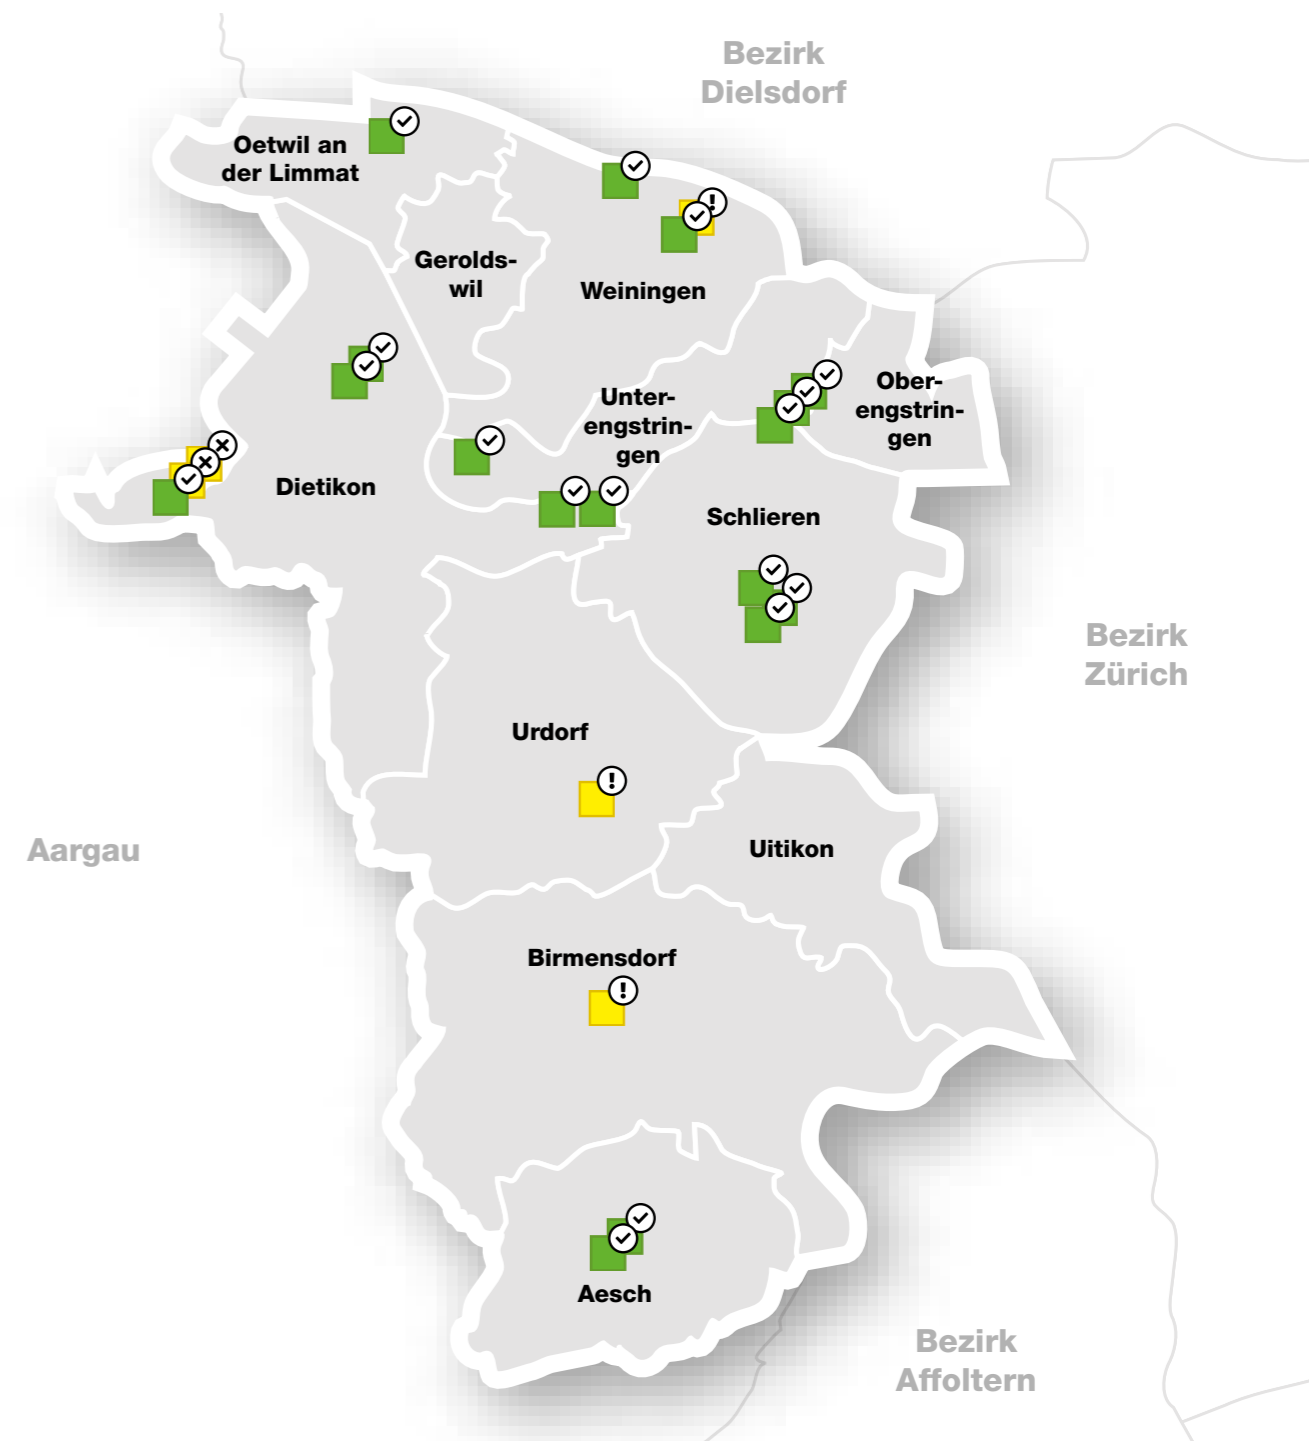 Bezirk
Dielsdorf
Oetwil an
der Limmat
Gerolds-
wil
Weiningen
Unter-
engstrin-
gen
Ober-
engstrin-
gen
Dietikon
Schlieren
Bezirk
Zürich
Urdorf
Aargau
Uitikon
Birmensdorf
Aesch
Bezirk
Affoltern